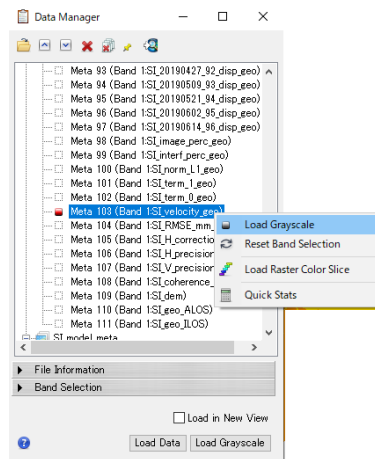 Data Manager
Meta 93 (Band 1:SI_20190427_92_disp_geo)
Meta 94 (Band 1:SI_20190509_93_disp_geo)
Meta 95 (Band 1:SI_20190521_94_disp_geo)
Meta 96 (Band 1:SI_20190602_95_disp_geo)
Meta 97 (Band 1:SI_20190614_96_disp_geo)
Meta 98 (Band 1:SI_image_perc_geo)
Meta 99 (Band 1:SI_interf_perc_geo)
Meta 100 (Band 1:SI_norm_L1_geo)
Meta 101 (Band 1:SI_term_1_geo)
Meta 102 (Band 1:SI_term_0_geo)
Meta 103 (Band 1:SI_velocity_geo)
Load Grayscale
Meta 104 (Band 1:SI_RMSE_mm_
Reset Band Selection
Meta 105 (Band 1:SI_H_correctio
Meta 106 (Band 1:SI_H_precision
Load Raster Color Slice
Meta 107 (Band 1:SI_V_precision
Meta 108 (Band 1:SI_coherence_
Quick Stats
Meta 109 (Band 1:SI_dem)
Meta 110 (Band 1:SI_geo_ALOS)
Meta 111 (Band 1:SI_geo_ILOS)
SI model meta
File Information
Band Selection
Load in New View
Load Data
Load Grayscale